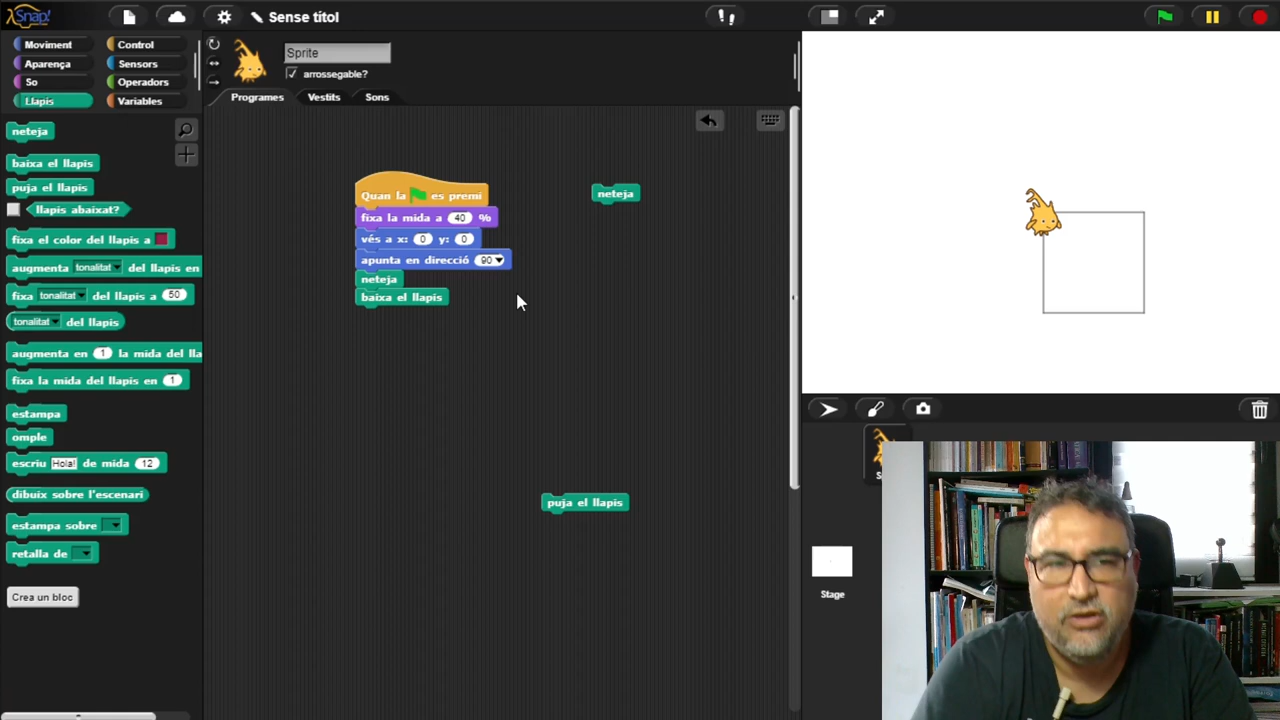 Snap!
Sense títol
Moviment
Control
Aparença
Sensors
So
Operadors
Llapis
Variables
Sprite
arrossegable?
Programes
Vestits
Sons
neteja
baixa el llapis
puja el llapis
llapis abaixat?
fixa el color del llapis a
augmenta tonalitat del llapis en
fixa tonalitat del llapis a 50
tonalitat del llapis
augmenta en 1 la mida del lla
fixa la mida del llapis en 1
estampa
omple
escriu Hola! de mida 12
dibuix sobre l'escenari
estampa sobre
retalla de
Crea un bloc
Quan la es premi
fixa la mida a 40 %
vés a x: 0 y: 0
apunta en direcció 90
neteja
baixa el llapis
neteja
puja el llapis
Stage